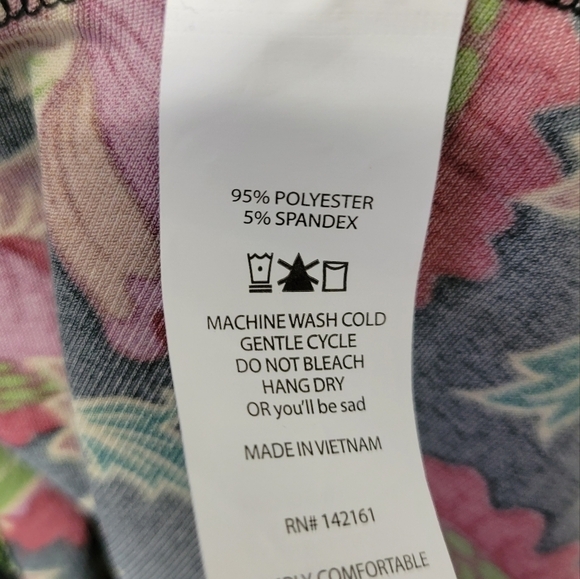 95% POLYESTER
5% SPANDEX
MACHINE WASH COLD
GENTLE CYCLE
DO NOT BLEACH
HANG DRY
OR you'll be sad
MADE IN VIETNAM
RN# 142161
COMFORTABLE